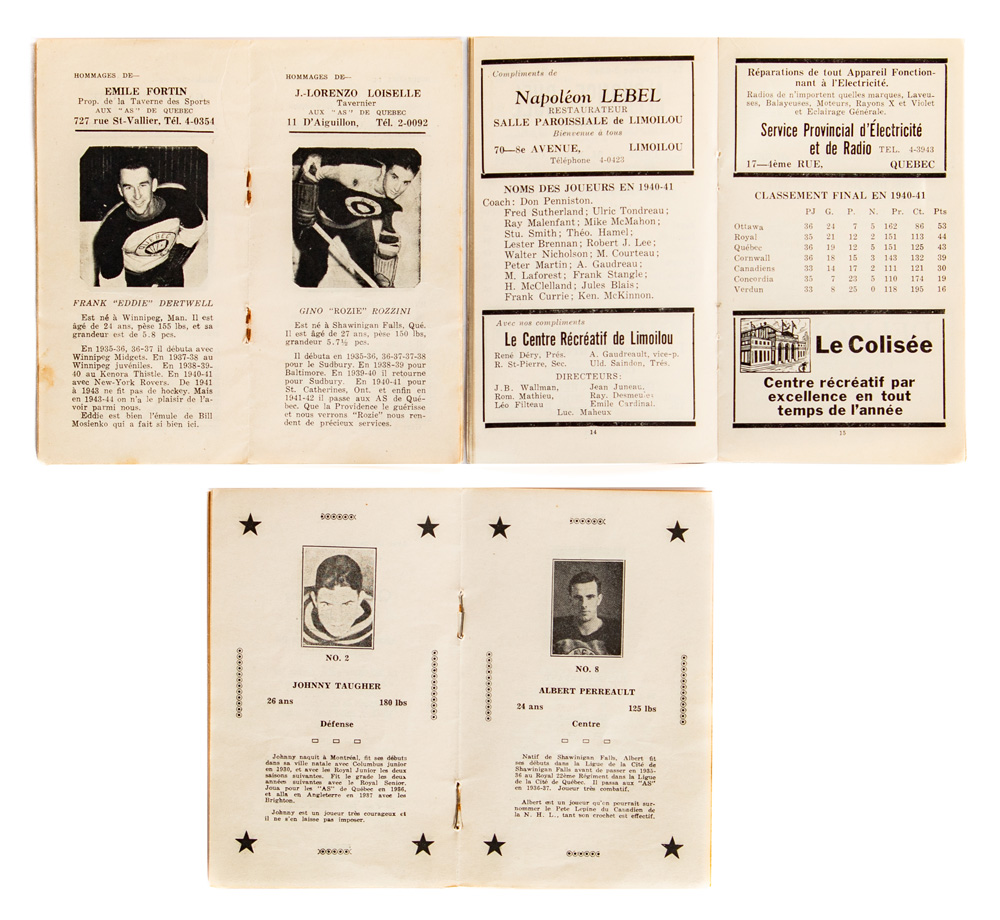 HOMMAGES DE—
EMILE FORTIN
Prop. de la Taverne des Sports
AUX "AS" DE QUEBEC
727 rue St-Vallier, Tél. 4-0354
FRANK "EDDIE" DERTWELL
Est né à Winnipeg, Man. Il est
âgé de 24 ans, pèse 155 lbs, et sa
grandeur est de 5.8 pcs.
En 1935-36, 36-37 il débuta avec
Winnipeg Midgets. En 1937-38 au
Winnipeg juvéniles. En 1938-39-
40 au Kenora Thistle. En 1940-41
avec New-York Rovers. De 1941
à 1943 ne fit pas de hockey. Mais
en 1943-44 on n'a le plaisir de l'a-
voir parmi nous.
Eddie est bien l'émule de Bill
Mosienko qui a fait si bien ici.
HOMMAGES DE—
J.-LORENZO LOISELLE
Tavernier
AUX "AS" DE QUEBEC
11 D'Aiguillon, Tél. 2-0092
GINO "ROZIE" ROZZINI
Est né à Shawinigan Falls, Qué.
Il est âgé de 27 ans, pèse 150 lbs,
grandeur 5.7½ pcs.
Il débuta en 1935-36, 36-37-37-38
pour le Sudbury. En 1938-39 pour
Baltimore. En 1939-40 il retourne
pour Sudbury. En 1940-41 pour
St. Catherines, Ont. et enfin en
1941-42 il passe aux AS de Qué-
bec. Que la Providence le guérisse
et nous verrons "Rozie" nous ren-
dent de précieux services.
Compliments de
Napoléon LEBEL
RESTAURATEUR
SALLE PAROISSIALE de LIMOILOU
Bienvenue à tous
70—8e AVENUE, LIMOILOU
Téléphone 4-0423
NOMS DES JOUEURS EN 1940-41
Coach: Don Penniston.
Fred Sutherland; Ulric Tondreau;
Ray Malenfant; Mike McMahon;
Stu. Smith; Théo. Hamel;
Lester Brennan; Robert J. Lee;
Walter Nicholson; M. Courteau;
Peter Martin; A. Gaudreau;
M. Laforest; Frank Stangle;
H. McClelland; Jules Blais;
Frank Currie; Ken. McKinnon.
Avec nos compliments
Le Centre Récréatif de Limoilou
René Déry, Prés. A. Gaudreault, vice-p.
R. St-Pierre, Sec. Uld. Saindon, Trés.
DIRECTEURS:
J.B. Wallman, Jean Juneau,
Rom. Mathieu, Ray. Desmeules
Léo Filteau Emile Cardinal.
Luc. Maheux
14
Réparations de tout Appareil Fonction-
nant à l'Electricité.
Radios de n'importent quelles marques, Laveu-
ses, Balayeuses, Moteurs, Rayons X et Violet
et Eclairage Générale.
Service Provincial d'Électricité
et de Radio TEL. 4-3943
17—4ème RUE, QUEBEC
CLASSEMENT FINAL EN 1940-41
PJ G. P. N. Pr. Ct. Pts
Ottawa 36 24 7 5 162 86 53
Royal 35 21 12 2 151 113 44
Québec 36 19 12 5 151 125 43
Cornwall 36 18 15 3 143 132 39
Canadiens 33 14 17 2 111 121 30
Concordia 35 7 23 5 110 174 19
Verdun 33 8 25 0 118 195 16
Le Colisée
Centre récréatif par
excellence en tout
temps de l'année
15
NO. 2
JOHNNY TAUGHER
26 ans 180 lbs
Défense
Johnny naquit à Montréal, fit ses débuts
dans sa ville natale avec Columbus junior
en 1930, et avec les Royal Junior les deux
saisons suivantes. Fit le grade les deux
années suivantes avec le Royal Senior.
Joua pour les "AS" de Québec en 1936,
et alla en Angleterre en 1937 avec les
Brighton.
Johnny est un joueur très courageux et
il ne s'en laisse pas imposer.
NO. 8
ALBERT PERREAULT
24 ans 125 lbs
Centre
Natif de Shawinigan Falls, Albert fit
ses débuts dans la Ligue de la Cité de
Shawinigan Falls avant de passer en 1935-
36 au Royal 22ème Régiment dans la Ligue
de la Cité de Québec. Il passa aux "AS"
en 1936-37. Joueur très combatif.
Albert est un joueur qu'on pourrait sur-
nommer le Pete Lepine du Canadien de
la N. H. L., tant son crochet est effectif.